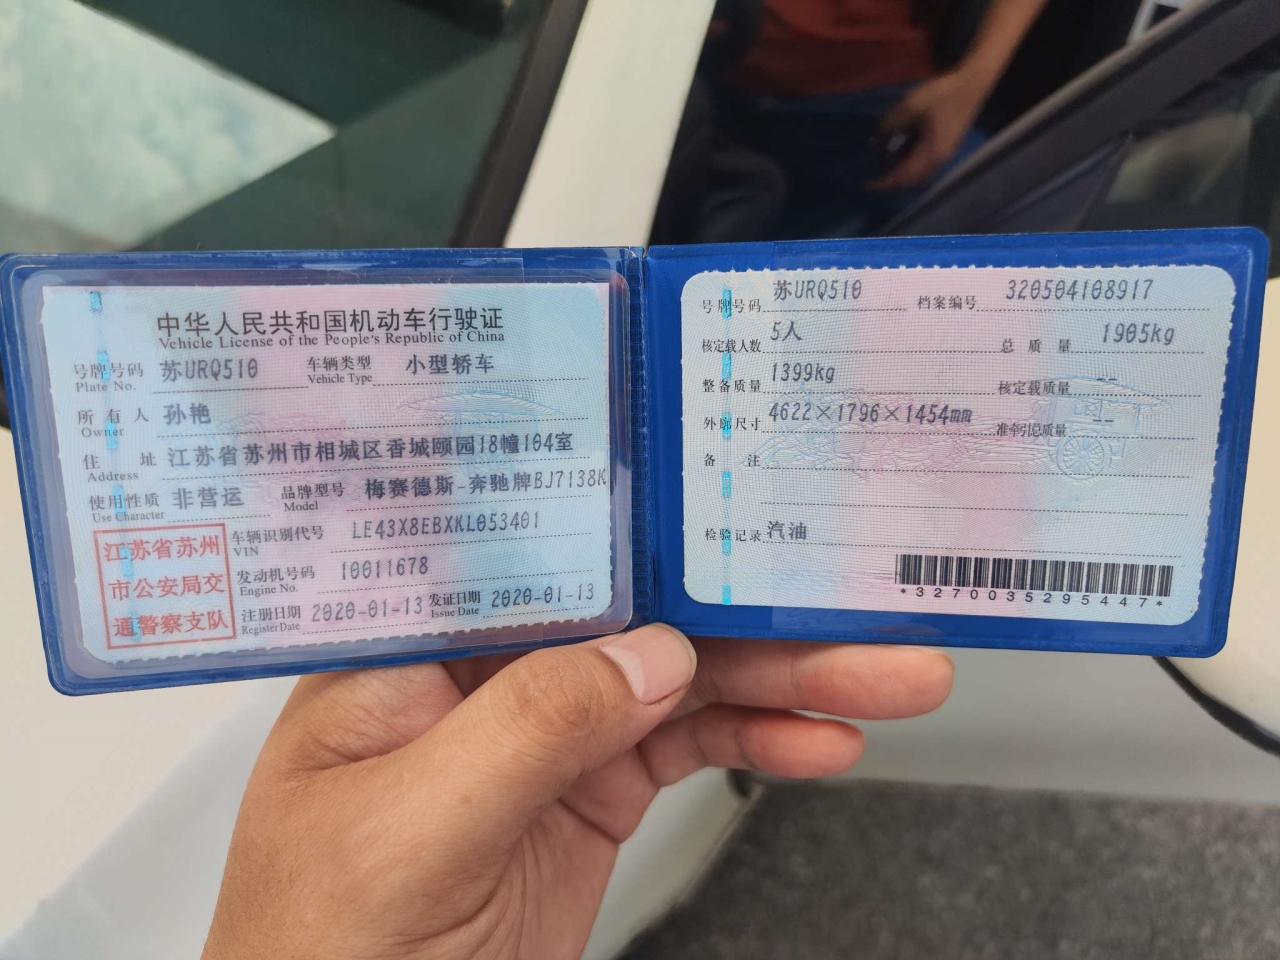 中华人民共和国机动车行驶证
Vehicle License of the People's Republic of China
号牌号码 苏URQ510 车辆类型 小型轿车
Plate No. Vehicle Type
所有人 孙艳
Owner
住址 江苏省苏州市相城区香城颐园18幢104室
Address
使用性质 非营运 品牌型号 梅赛德斯-奔驰牌BJ7138K
Use Character Model
车辆识别代号 LE43X8EBXKL053401
VIN
发动机号码 10011678
Engine No.
注册日期 2020-01-13 发证日期 2020-01-13
Register Date Issue Date
江苏省苏州
市公安局交
通警察支队
号牌号码 苏URQ510 档案编号 320504108917
核定载人数 5人 总质量 1905kg
整备质量 1399kg 核定载质量 --
外廓尺寸 4622×1796×1454mm 准牵引总质量 --
备注
检验记录 汽油
*3270035295447*